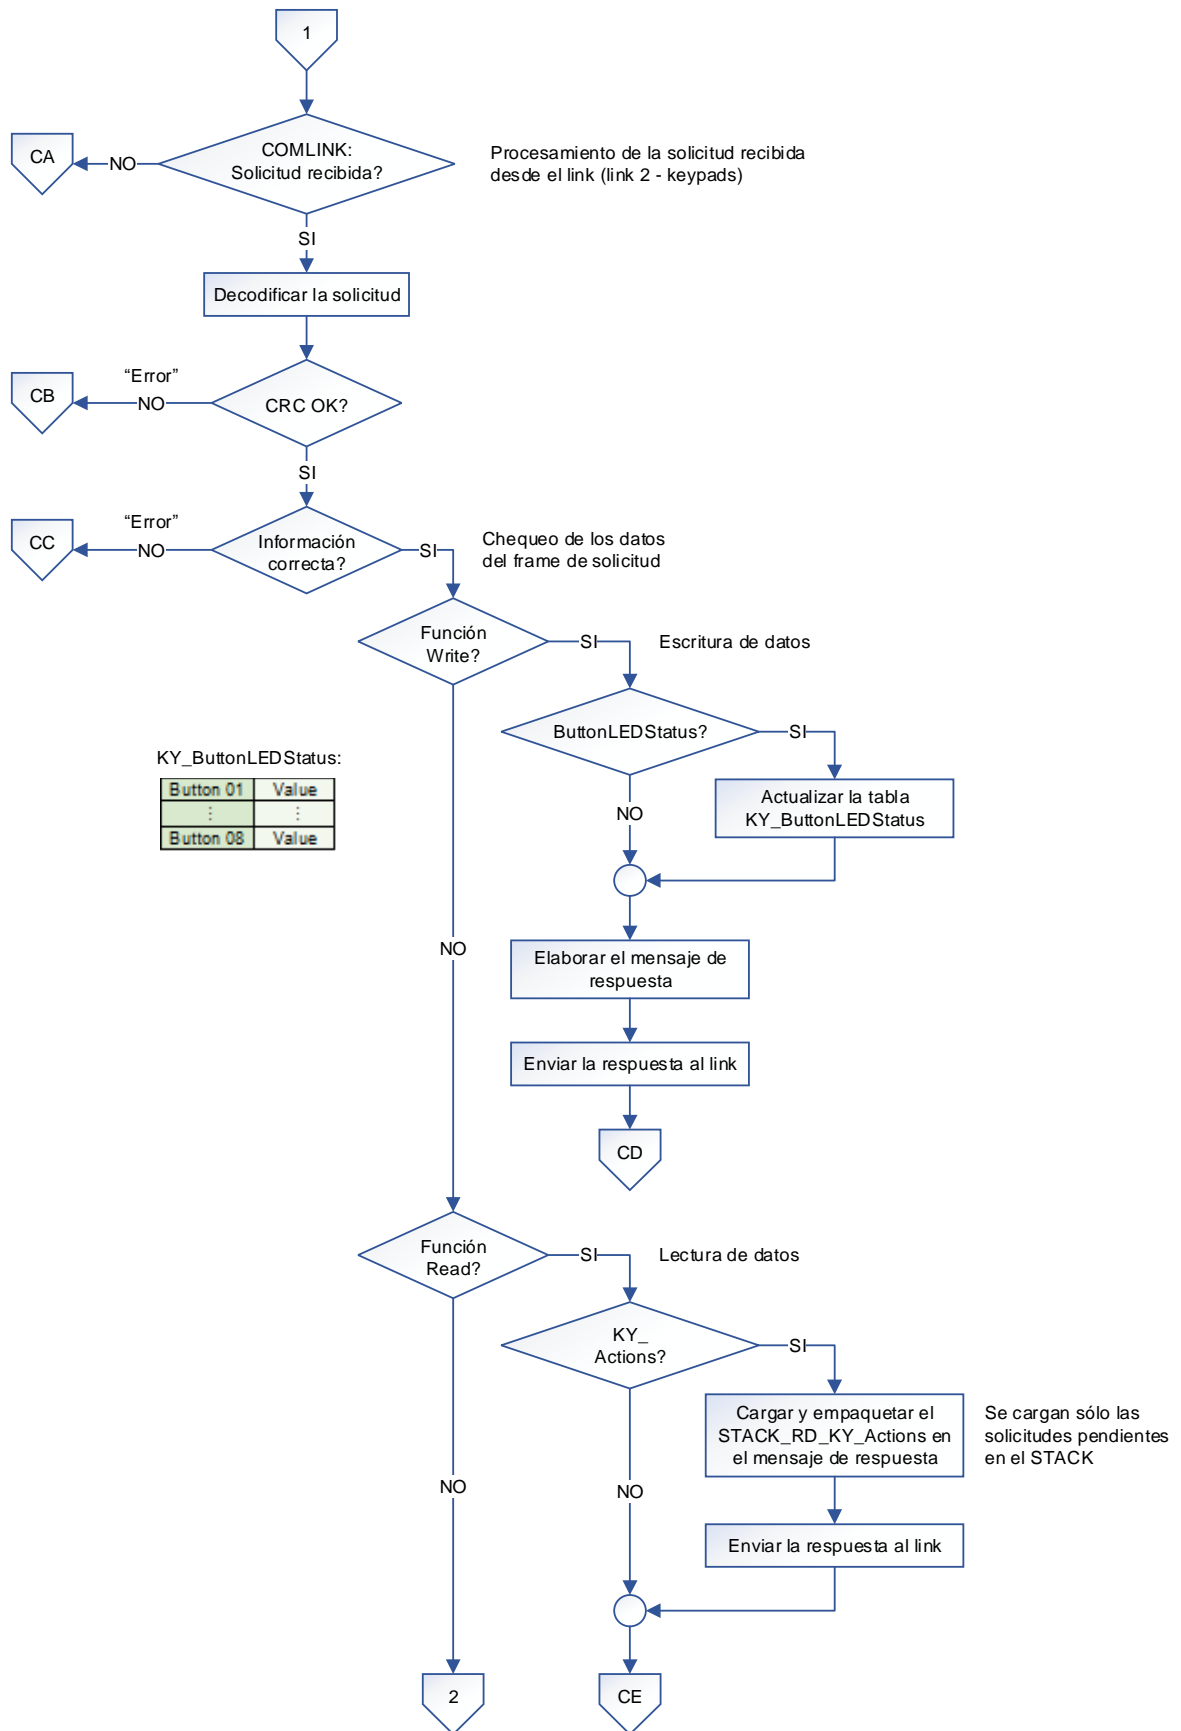 1
COMLINK:
Solicitud recibida?
NO
CA
Procesamiento de la solicitud recibida
desde el link (link 2 - keypads)
SI
Decodificar la solicitud
CRC OK?
“Error”
NO
CB
SI
Información
correcta?
“Error”
NO
CC
SI
Chequeo de los datos
del frame de solicitud
Función
Write?
SI
Escritura de datos
ButtonLEDStatus?
SI
Actualizar la tabla
KY_ButtonLEDStatus
NO
KY_ButtonLEDStatus:
Button 01 Value
⋮ ⋮
Button 08 Value
NO
Elaborar el mensaje de
respuesta
Enviar la respuesta al link
CD
Función
Read?
SI
Lectura de datos
KY_
Actions?
SI
Cargar y empaquetar el
STACK_RD_KY_Actions en
el mensaje de respuesta
Se cargan sólo las
solicitudes pendientes
en el STACK
NO
NO
Enviar la respuesta al link
2
CE